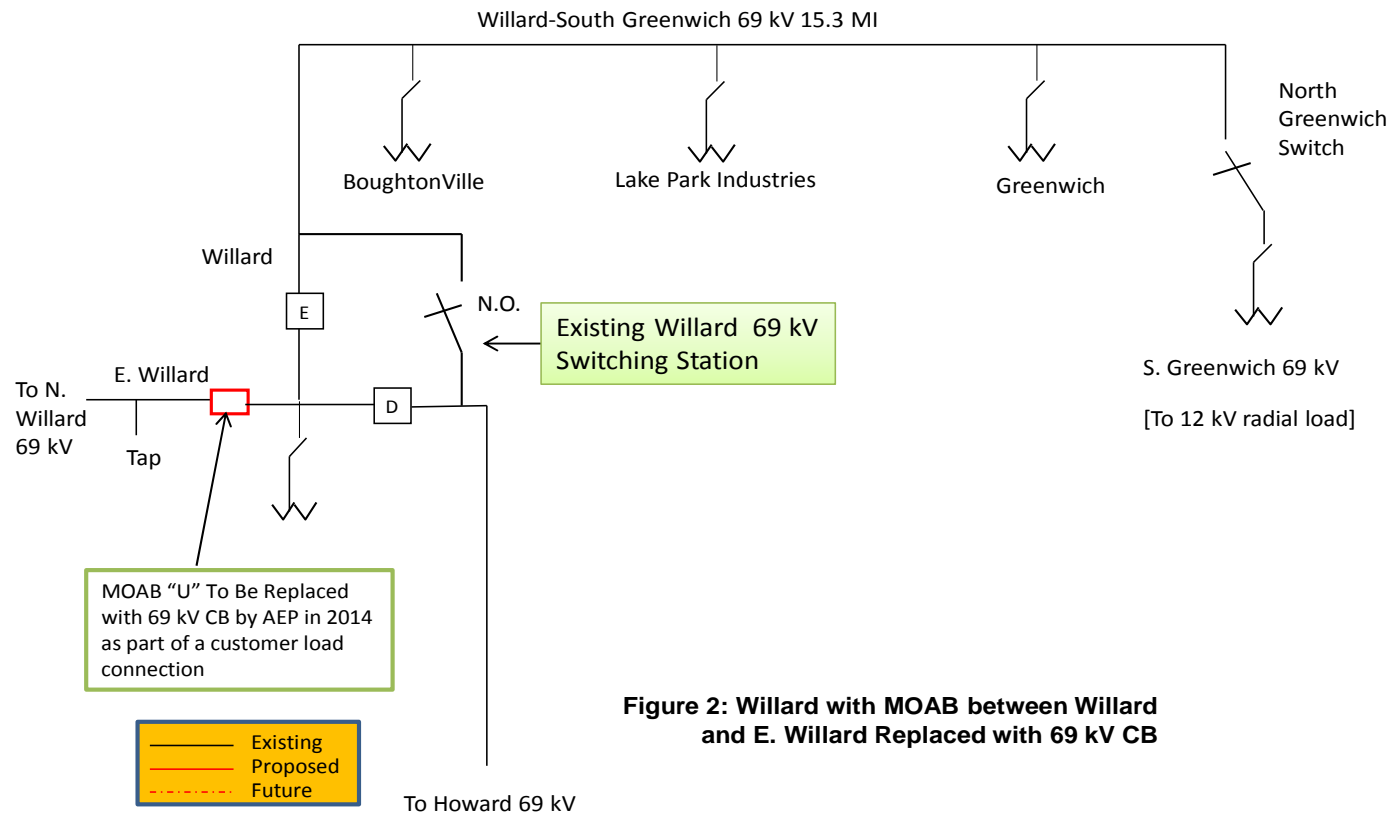 Willard-South Greenwich 69 kV 15.3 MI
North
Greenwich
Switch
BoughtonVille
Lake Park Industries
Greenwich
Willard
E
N.O.
Existing Willard 69 kV
Switching Station
S. Greenwich 69 kV
[To 12 kV radial load]
E. Willard
To N.
Willard
69 kV
D
Tap
MOAB “U” To Be Replaced
with 69 kV CB by AEP in 2014
as part of a customer load
connection
Figure 2: Willard with MOAB between Willard
and E. Willard Replaced with 69 kV CB
Existing
Proposed
Future
To Howard 69 kV